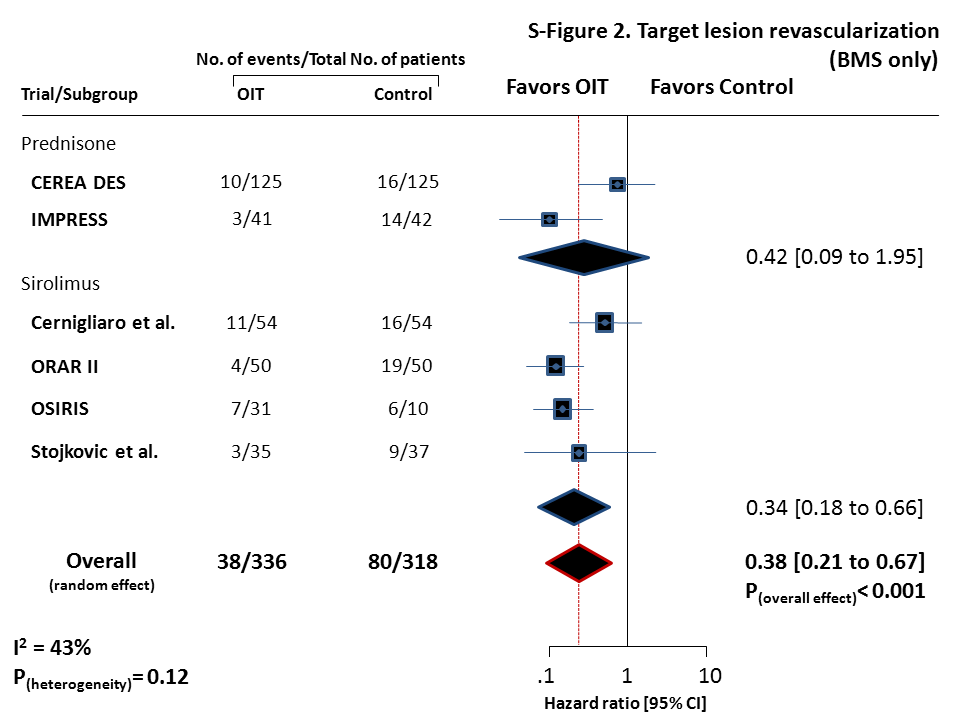 S-Figure 2. Target lesion revascularization
(BMS only)
No. of events/Total No. of patients
Trial/Subgroup OIT Control Favors OIT Favors Control
Prednisone
CEREA DES 10/125 16/125
IMPRESS 3/41 14/42
0.42 [0.09 to 1.95]
Sirolimus
Cernigliaro et al. 11/54 16/54
ORAR II 4/50 19/50
OSIRIS 7/31 6/10
Stojkovic et al. 3/35 9/37
0.34 [0.18 to 0.66]
Overall 38/336 80/318 0.38 [0.21 to 0.67]
(random effect)
P(overall effect)< 0.001
I² = 43%
P(heterogeneity)= 0.12
.1 1 10
Hazard ratio [95% CI]